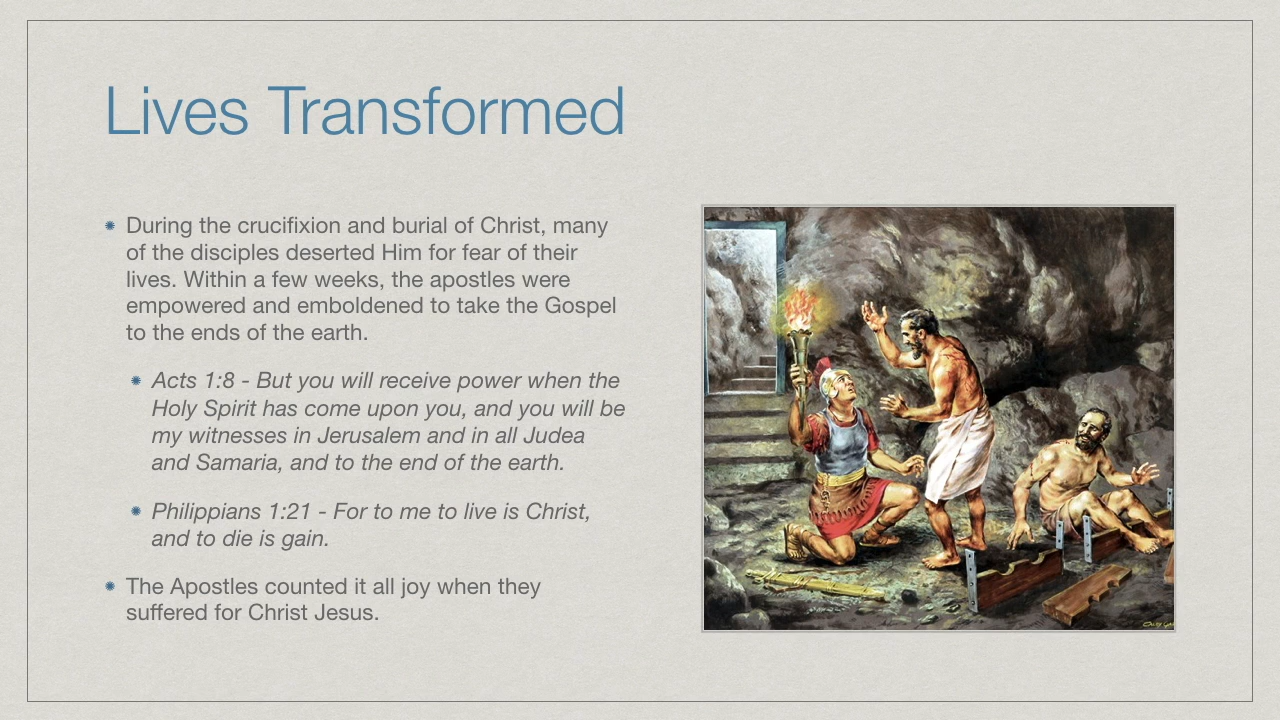 Lives Transformed
During the crucifixion and burial of Christ, many
of the disciples deserted Him for fear of their
lives. Within a few weeks, the apostles were
empowered and emboldened to take the Gospel
to the ends of the earth.
Acts 1:8 - But you will receive power when the
Holy Spirit has come upon you, and you will be
my witnesses in Jerusalem and in all Judea
and Samaria, and to the end of the earth.
Philippians 1:21 - For to me to live is Christ,
and to die is gain.
The Apostles counted it all joy when they
suffered for Christ Jesus.